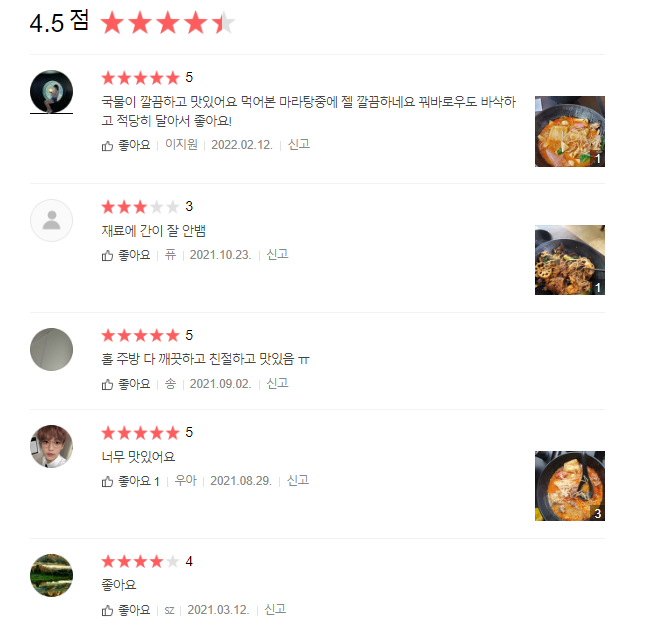 4.5 점
5
국물이 깔끔하고 맛있어요 먹어본 마라탕중에 젤 깔끔하네요 꿔바로우도 바삭하
고 적당히 달아서 좋아요!
좋아요 이지원 2022.02.12. 신고
1
3
재료에 간이 잘 안뱀
좋아요 퓨 2021.10.23. 신고
1
5
홀 주방 다 깨끗하고 친절하고 맛있음 ㅠ
좋아요 송 2021.09.02. 신고
5
너무 맛있어요
좋아요 1 우아 2021.08.29. 신고
3
4
좋아요
좋아요 sz 2021.03.12. 신고